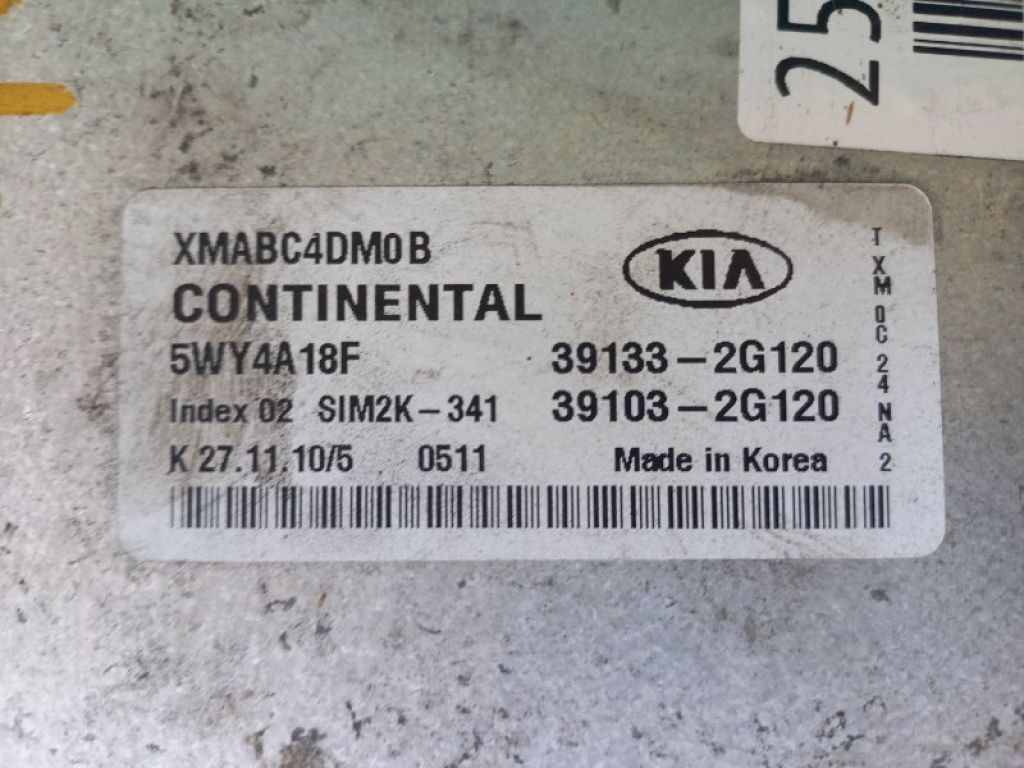 25
XMABC4DM0B
KIA
CONTINENTAL
5WY4A18F 39133-2G120
Index 02 SIM2K-341 39103-2G120
K 27.11.10/5 0511 Made in Korea
TXM0C24NA2